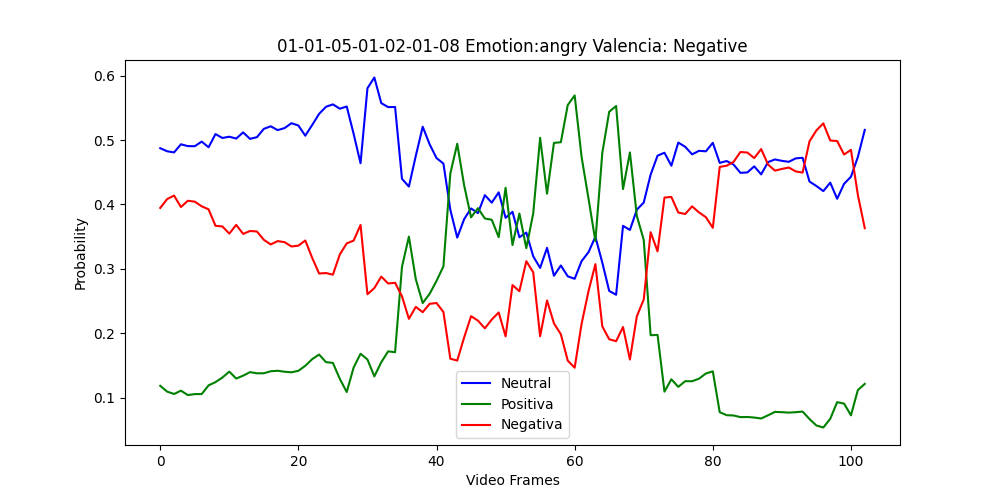 01-01-05-01-02-01-08 Emotion:angry Valencia: Negative
Probability
0.6
0.5
0.4
0.3
0.2
0.1
Neutral
Positiva
Negativa
0 20 40 60 80 100
Video Frames